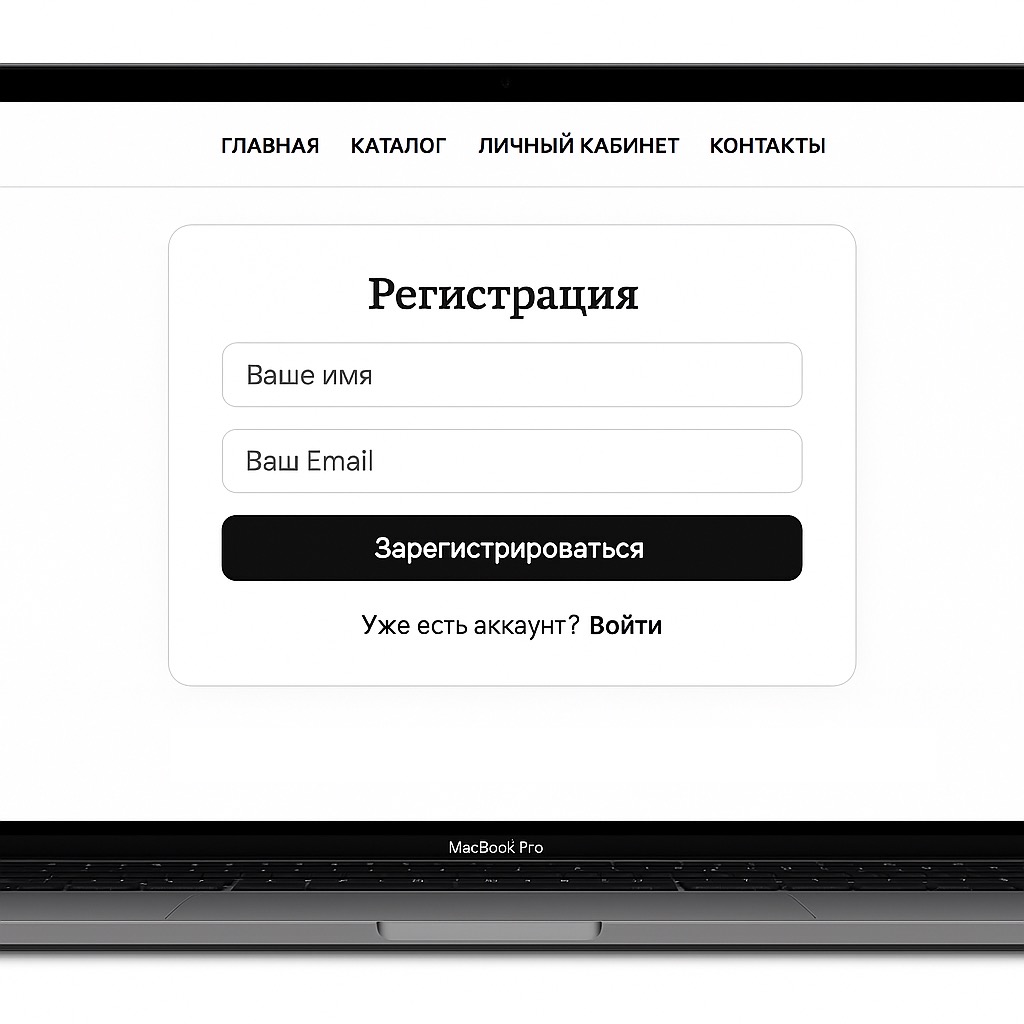 ГЛАВНАЯ КАТАЛОГ ЛИЧНЫЙ КАБИНЕТ КОНТАКТЫ
Регистрация
Ваше имя
Ваш Email
Зарегистрироваться
Уже есть аккаунт? Войти
MacBook Pro